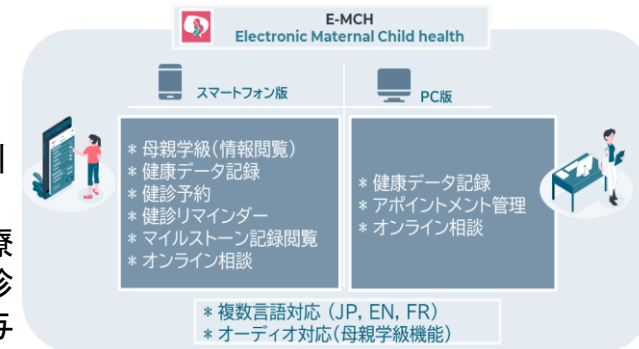 E-MCH
Electronic Maternal Child health
スマートフォン版
PC版
* 母親学級(情報閲覧)
* 健康データ記録
* 健診予約
* 健診リマインダー
* マイルストーン記録閲覧
* オンライン相談
* 健康データ記録
* アポイントメント管理
* オンライン相談
* 複数言語対応 (JP, EN, FR)
* オーディオ対応(母親学級機能)
療
診